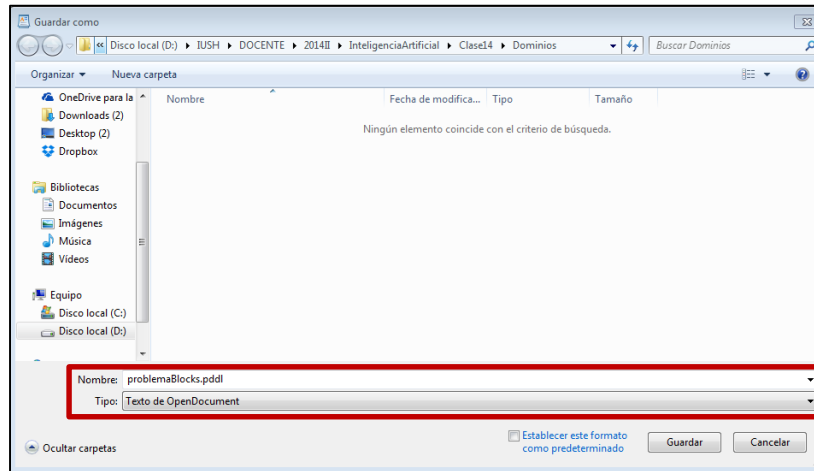 Guardar como
« Disco local (D:) ▸ IUSH ▸ DOCENTE ▸ 2014II ▸ InteligenciaArtificial ▸ Clase14 ▸ Dominios
Buscar Dominios
Organizar Nueva carpeta
OneDrive para la
Downloads (2)
Desktop (2)
Dropbox
Bibliotecas
Documentos
Imágenes
Música
Vídeos
Equipo
Disco local (C:)
Disco local (D:)
Nombre Fecha de modifica... Tipo Tamaño
Ningún elemento coincide con el criterio de búsqueda.
Nombre: problemaBlocks.pddl
Tipo: Texto de OpenDocument
Ocultar carpetas
Establecer este formato
como predeterminado
Guardar Cancelar